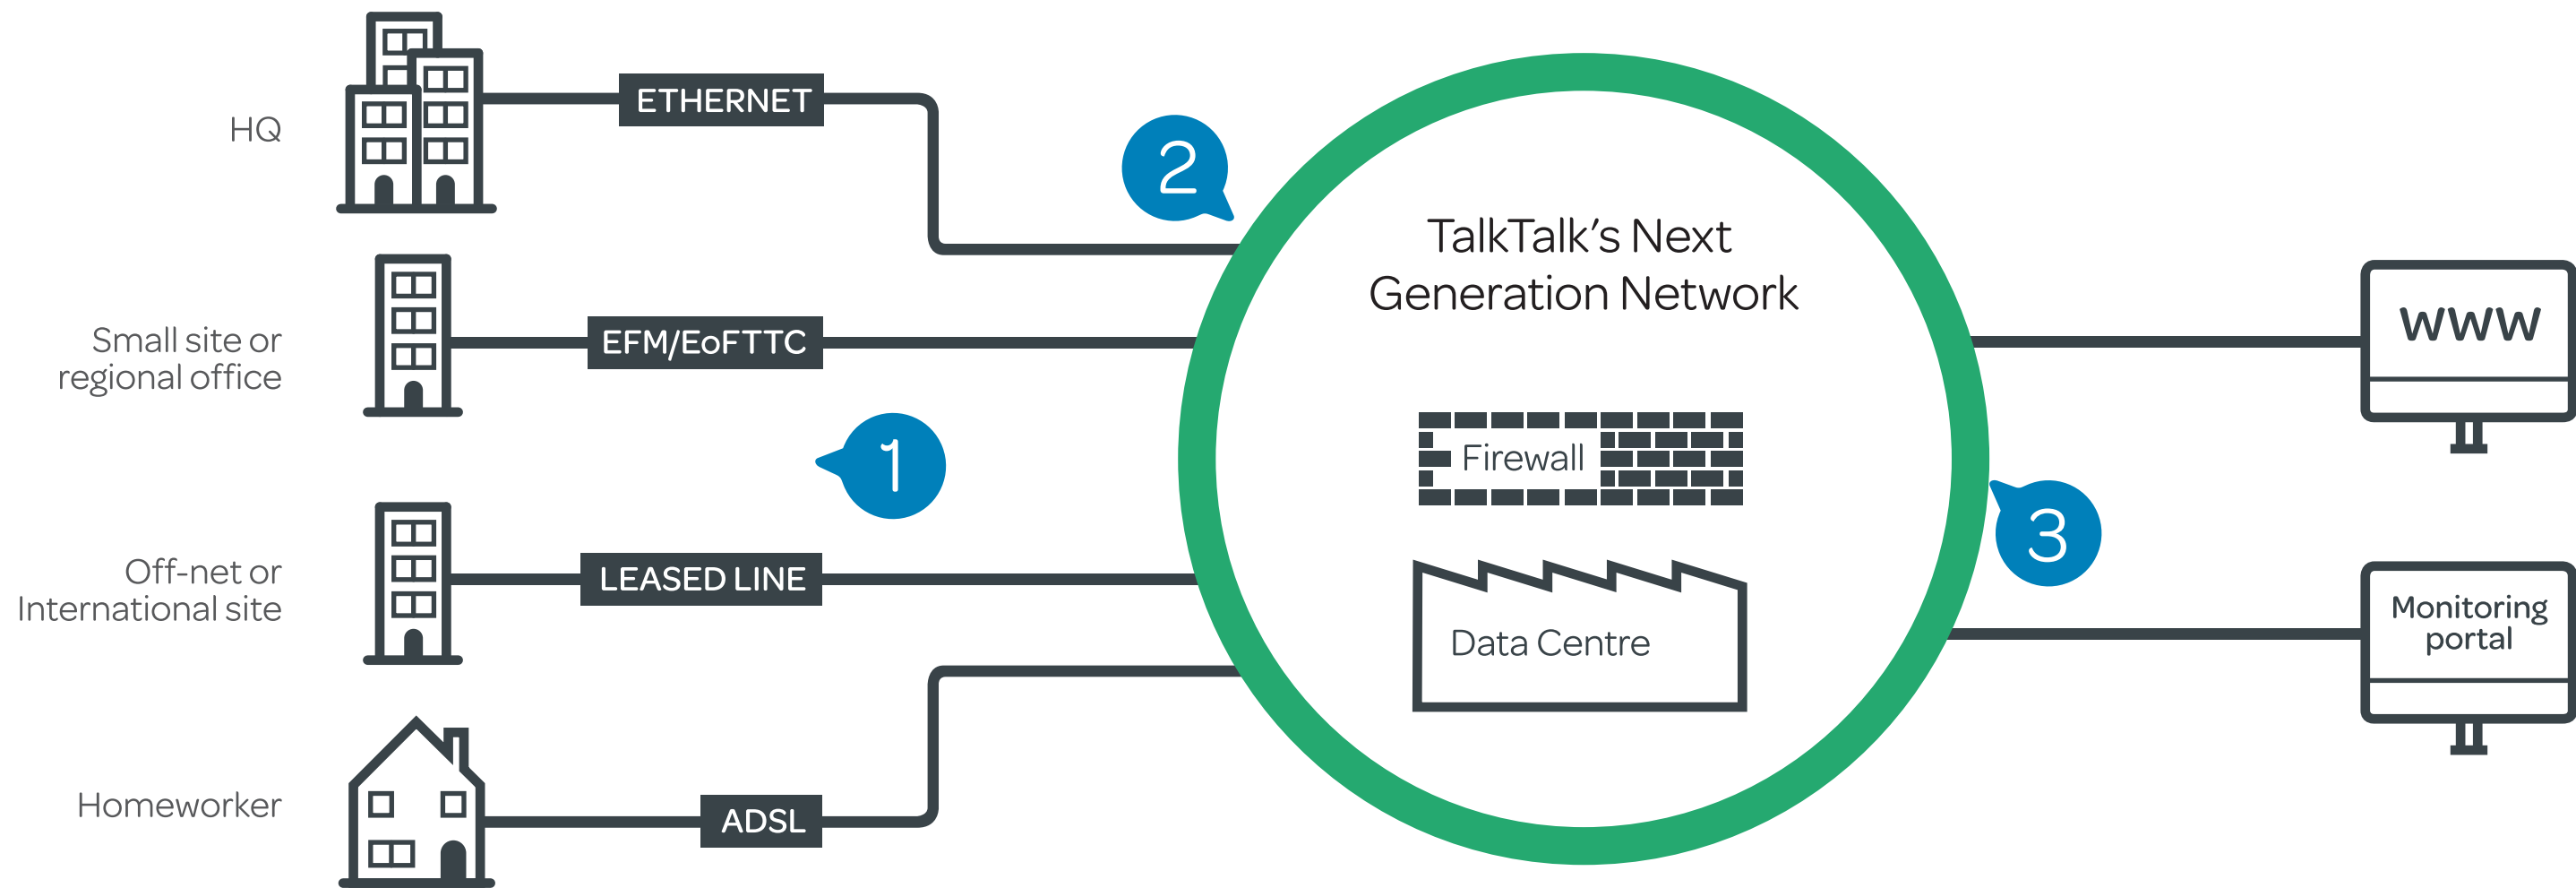 HQ
ETHERNET
Small site or
regional office
EFM/EoFTTC
Off-net or
International site
LEASED LINE
Homeworker
ADSL
1
2
TalkTalk’s Next
Generation Network
Firewall
Data Centre
3
WWW
Monitoring
portal